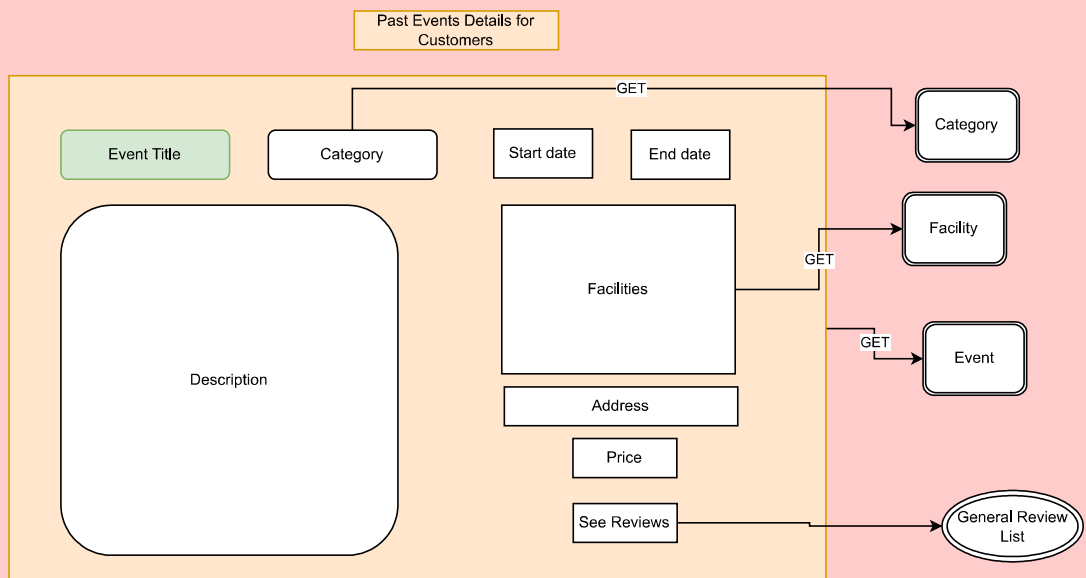 Past Events Details for
Customers
GET
Category
Event Title
Category
Start date
End date
Facility
GET
Facilities
GET
Event
Description
Address
Price
See Reviews
General Review
List